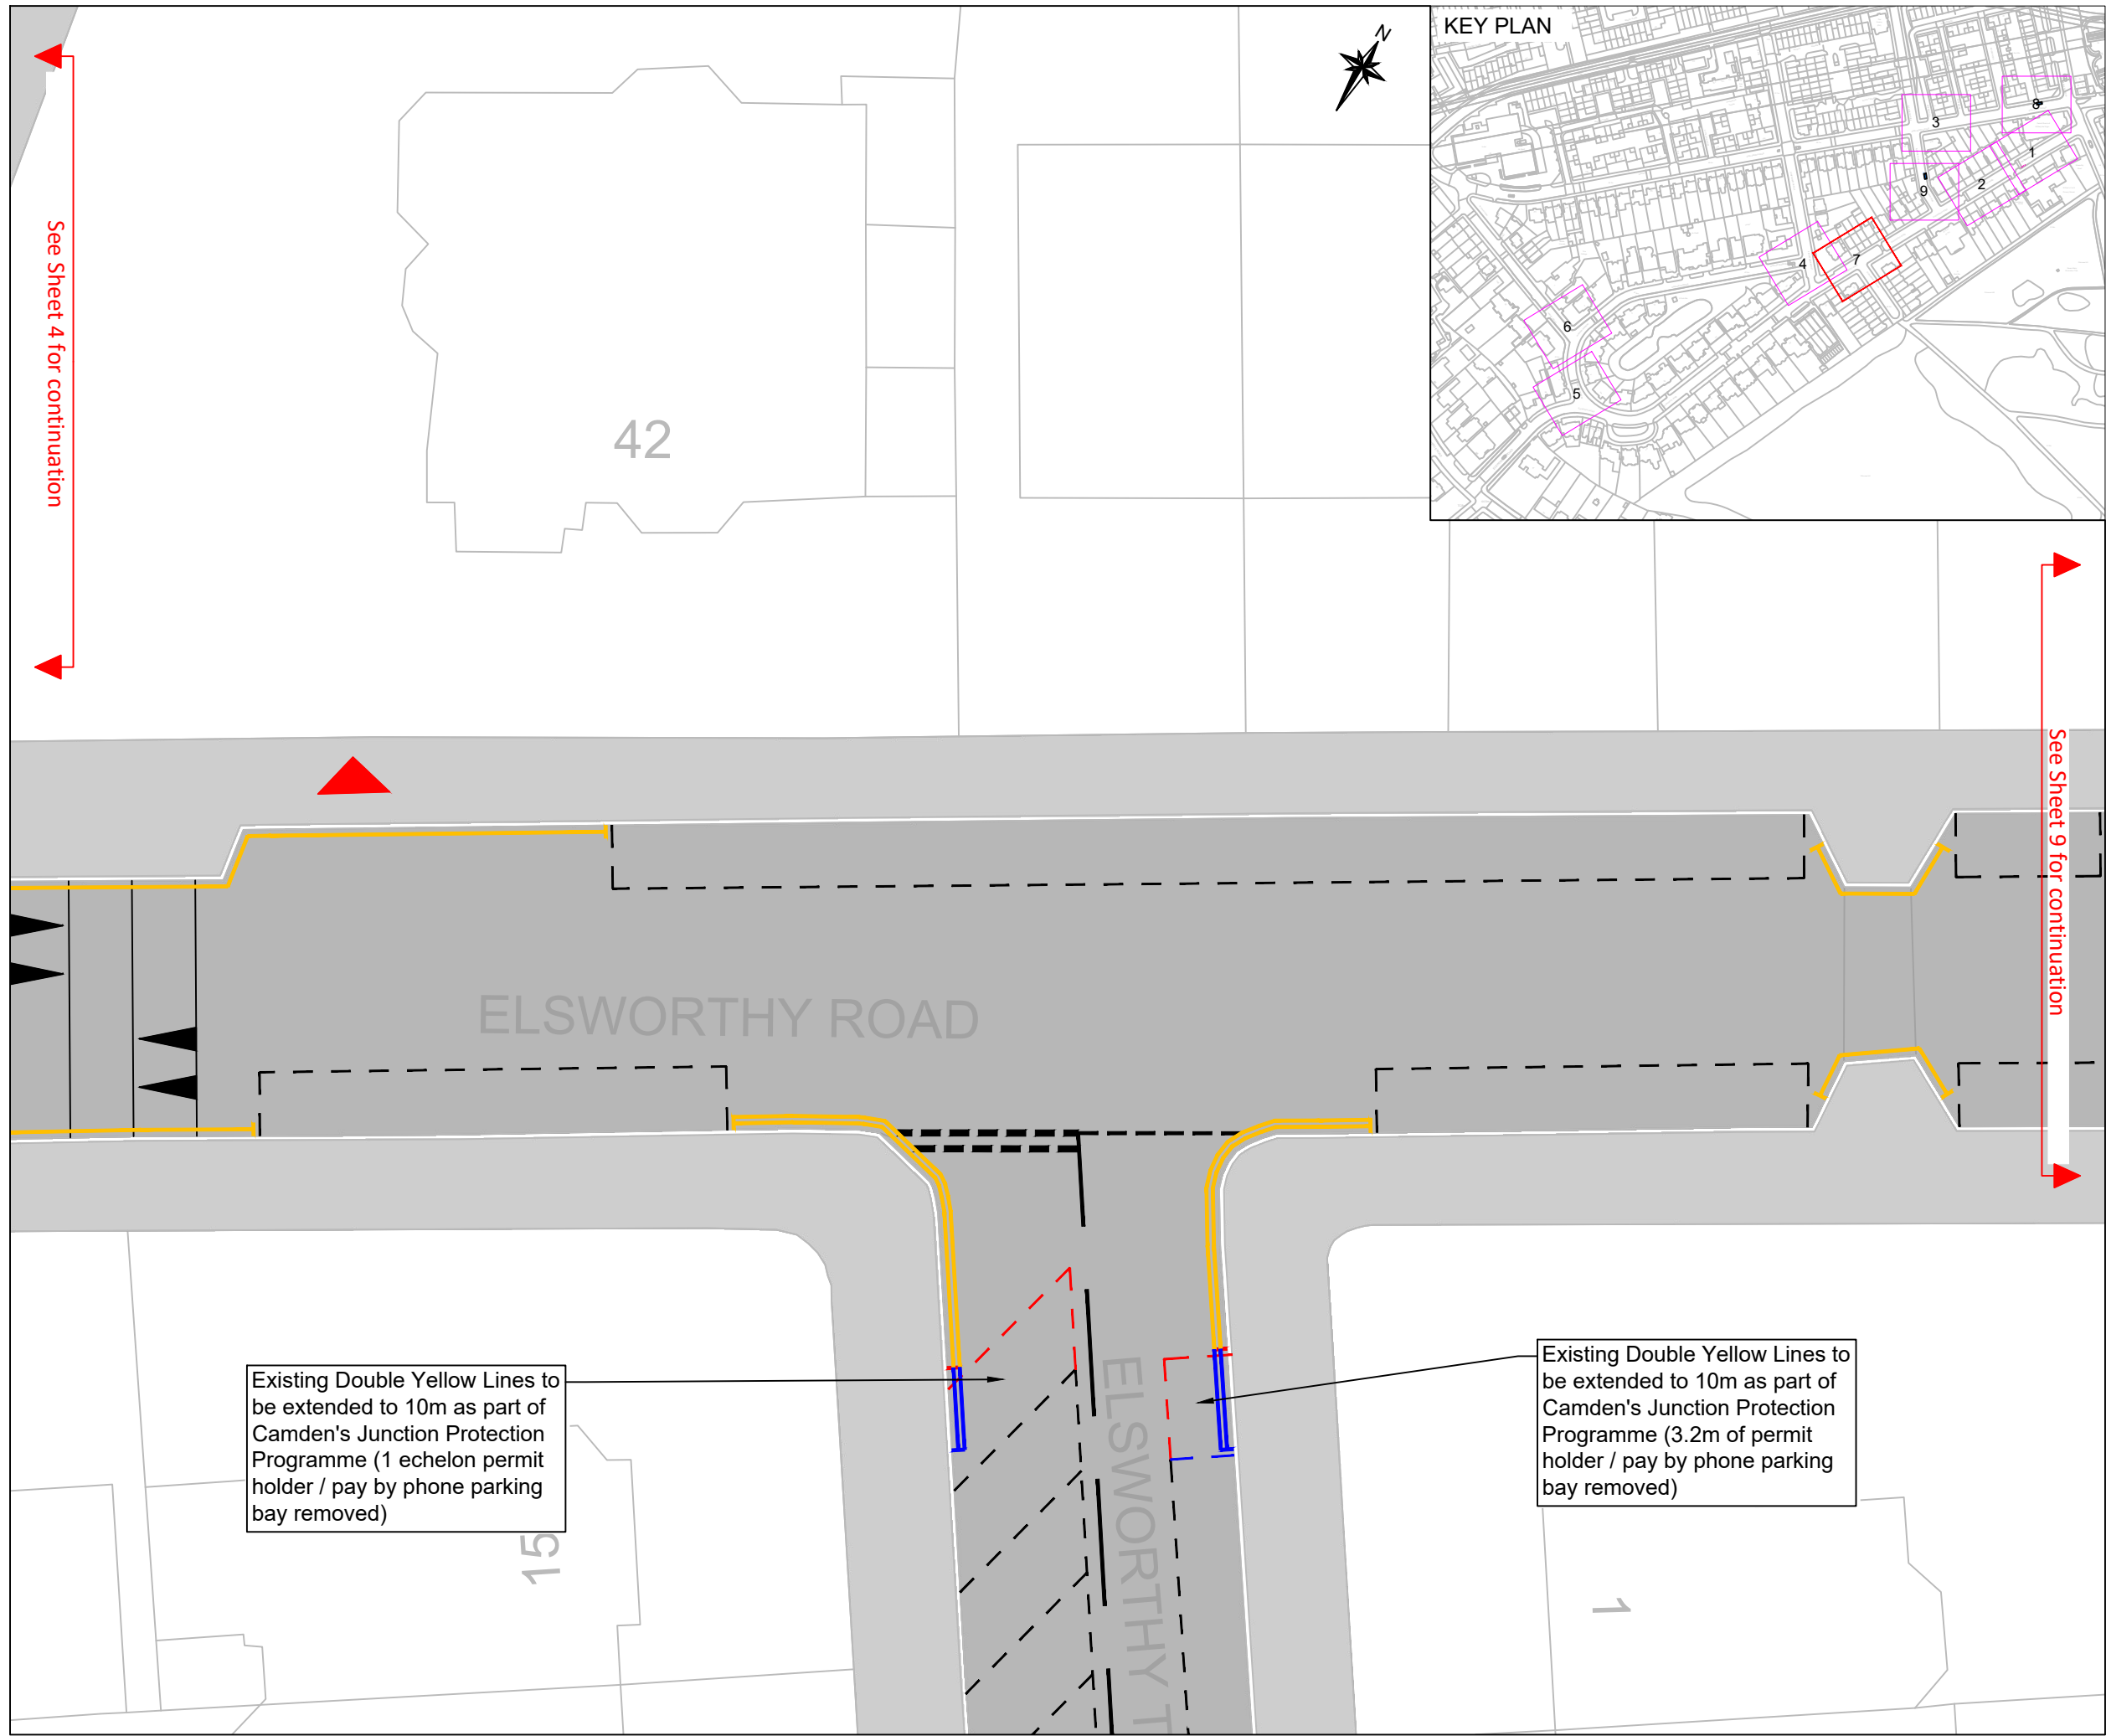 KEY PLAN
8
3
1
2
9
4
7
6
5
See Sheet 4 for continuation
42
See Sheet 9 for continuation
N
ELSWORTHY ROAD
ELSWORTHY T
Existing Double Yellow Lines to
be extended to 10m as part of
Camden's Junction Protection
Programme (1 echelon permit
holder / pay by phone parking
bay removed)
Existing Double Yellow Lines to
be extended to 10m as part of
Camden's Junction Protection
Programme (3.2m of permit
holder / pay by phone parking
bay removed)
15
1